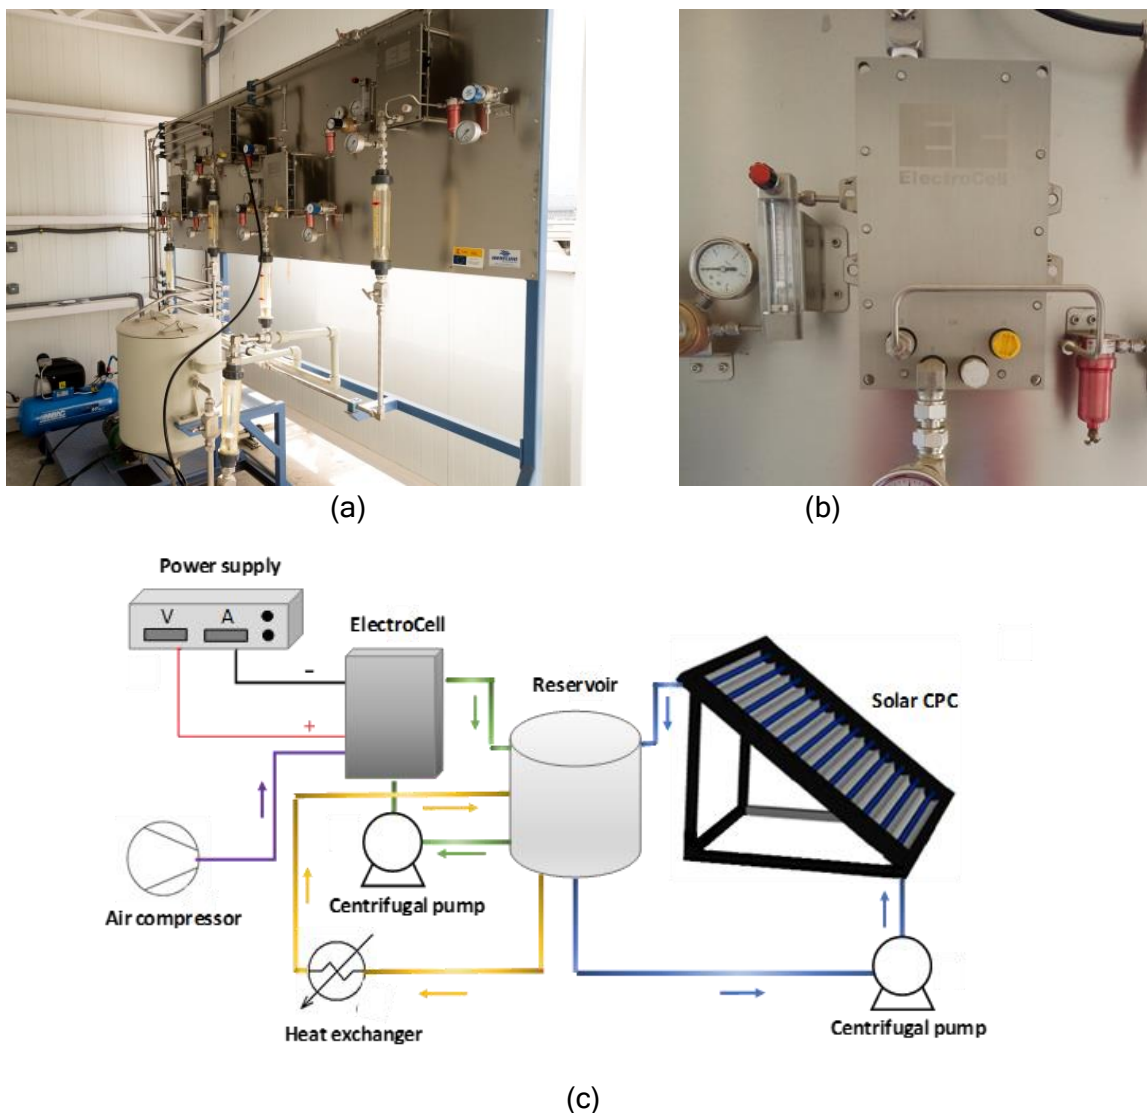 ElectroCell
(a)
(b)
Power supply
V
A
ElectroCell
−
+
Reservoir
Solar CPC
Air compressor
Centrifugal pump
Heat exchanger
Centrifugal pump
(c)